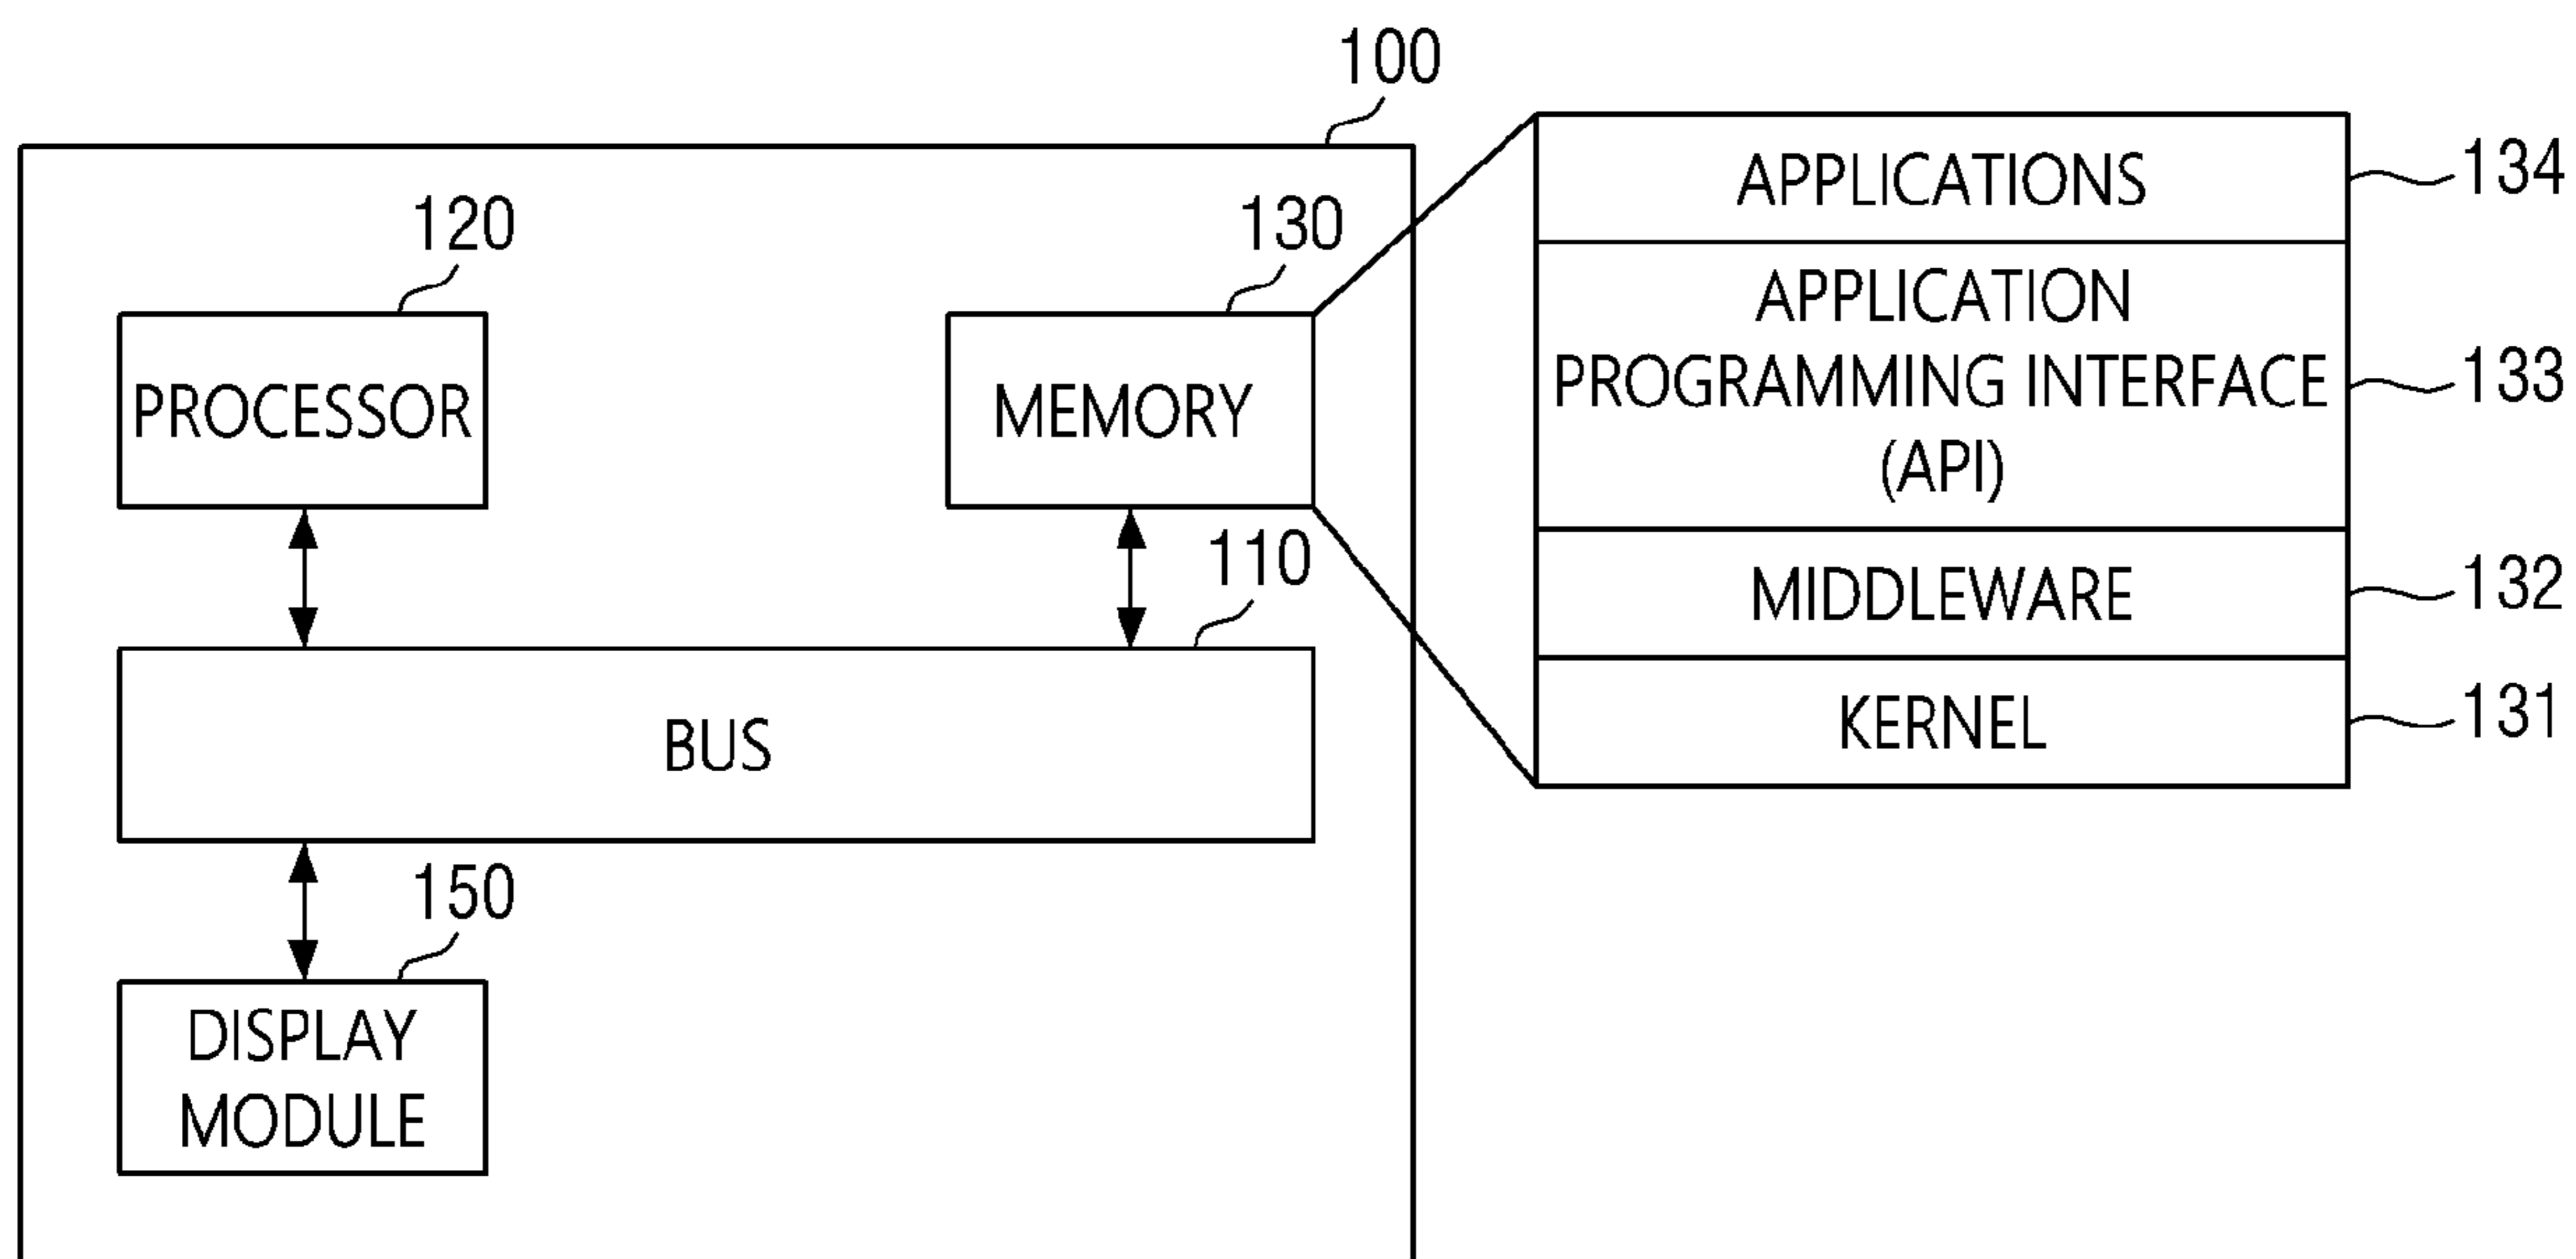 100
120
130
PROCESSOR
MEMORY
110
BUS
150
DISPLAY
MODULE
APPLICATIONS
134
APPLICATION
PROGRAMMING INTERFACE
(API)
133
MIDDLEWARE
132
KERNEL
131